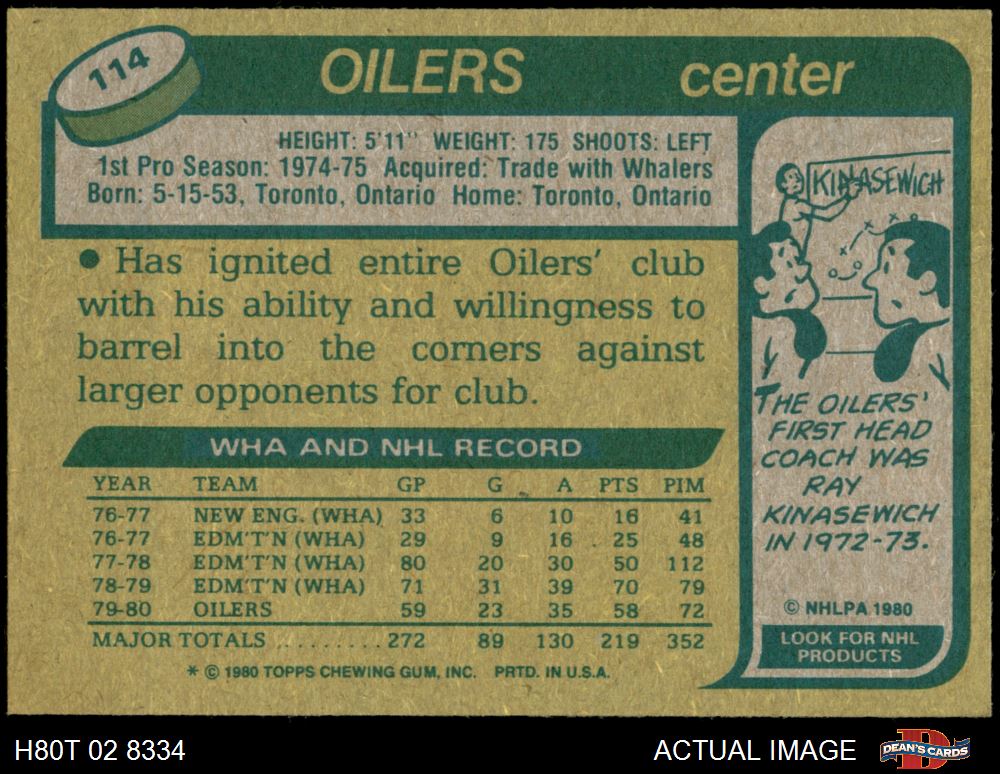 114
OILERS center
HEIGHT: 5'11" WEIGHT: 175 SHOOTS: LEFT
1st Pro Season: 1974-75 Acquired: Trade with Whalers
Born: 5-15-53, Toronto, Ontario Home: Toronto, Ontario
• Has ignited entire Oilers' club
with his ability and willingness to
barrel into the corners against
larger opponents for club.
WHA AND NHL RECORD
YEAR TEAM GP G A PTS PIM
76-77 NEW ENG. (WHA) 33 6 10 16 41
76-77 EDM'T'N (WHA) 29 9 16 25 48
77-78 EDM'T'N (WHA) 80 20 30 50 112
78-79 EDM'T'N (WHA) 71 31 39 70 79
79-80 OILERS 59 23 35 58 72
MAJOR TOTALS ......... 272 89 130 219 352
* © 1980 TOPPS CHEWING GUM, INC. PRTD. IN U.S.A.
KINASEWICH
THE OILERS'
FIRST HEAD
COACH WAS
RAY
KINASEWICH
IN 1972-73.
© NHLPA 1980
LOOK FOR NHL
PRODUCTS
H80T 02 8334
ACTUAL IMAGE
DEAN'S CARDS